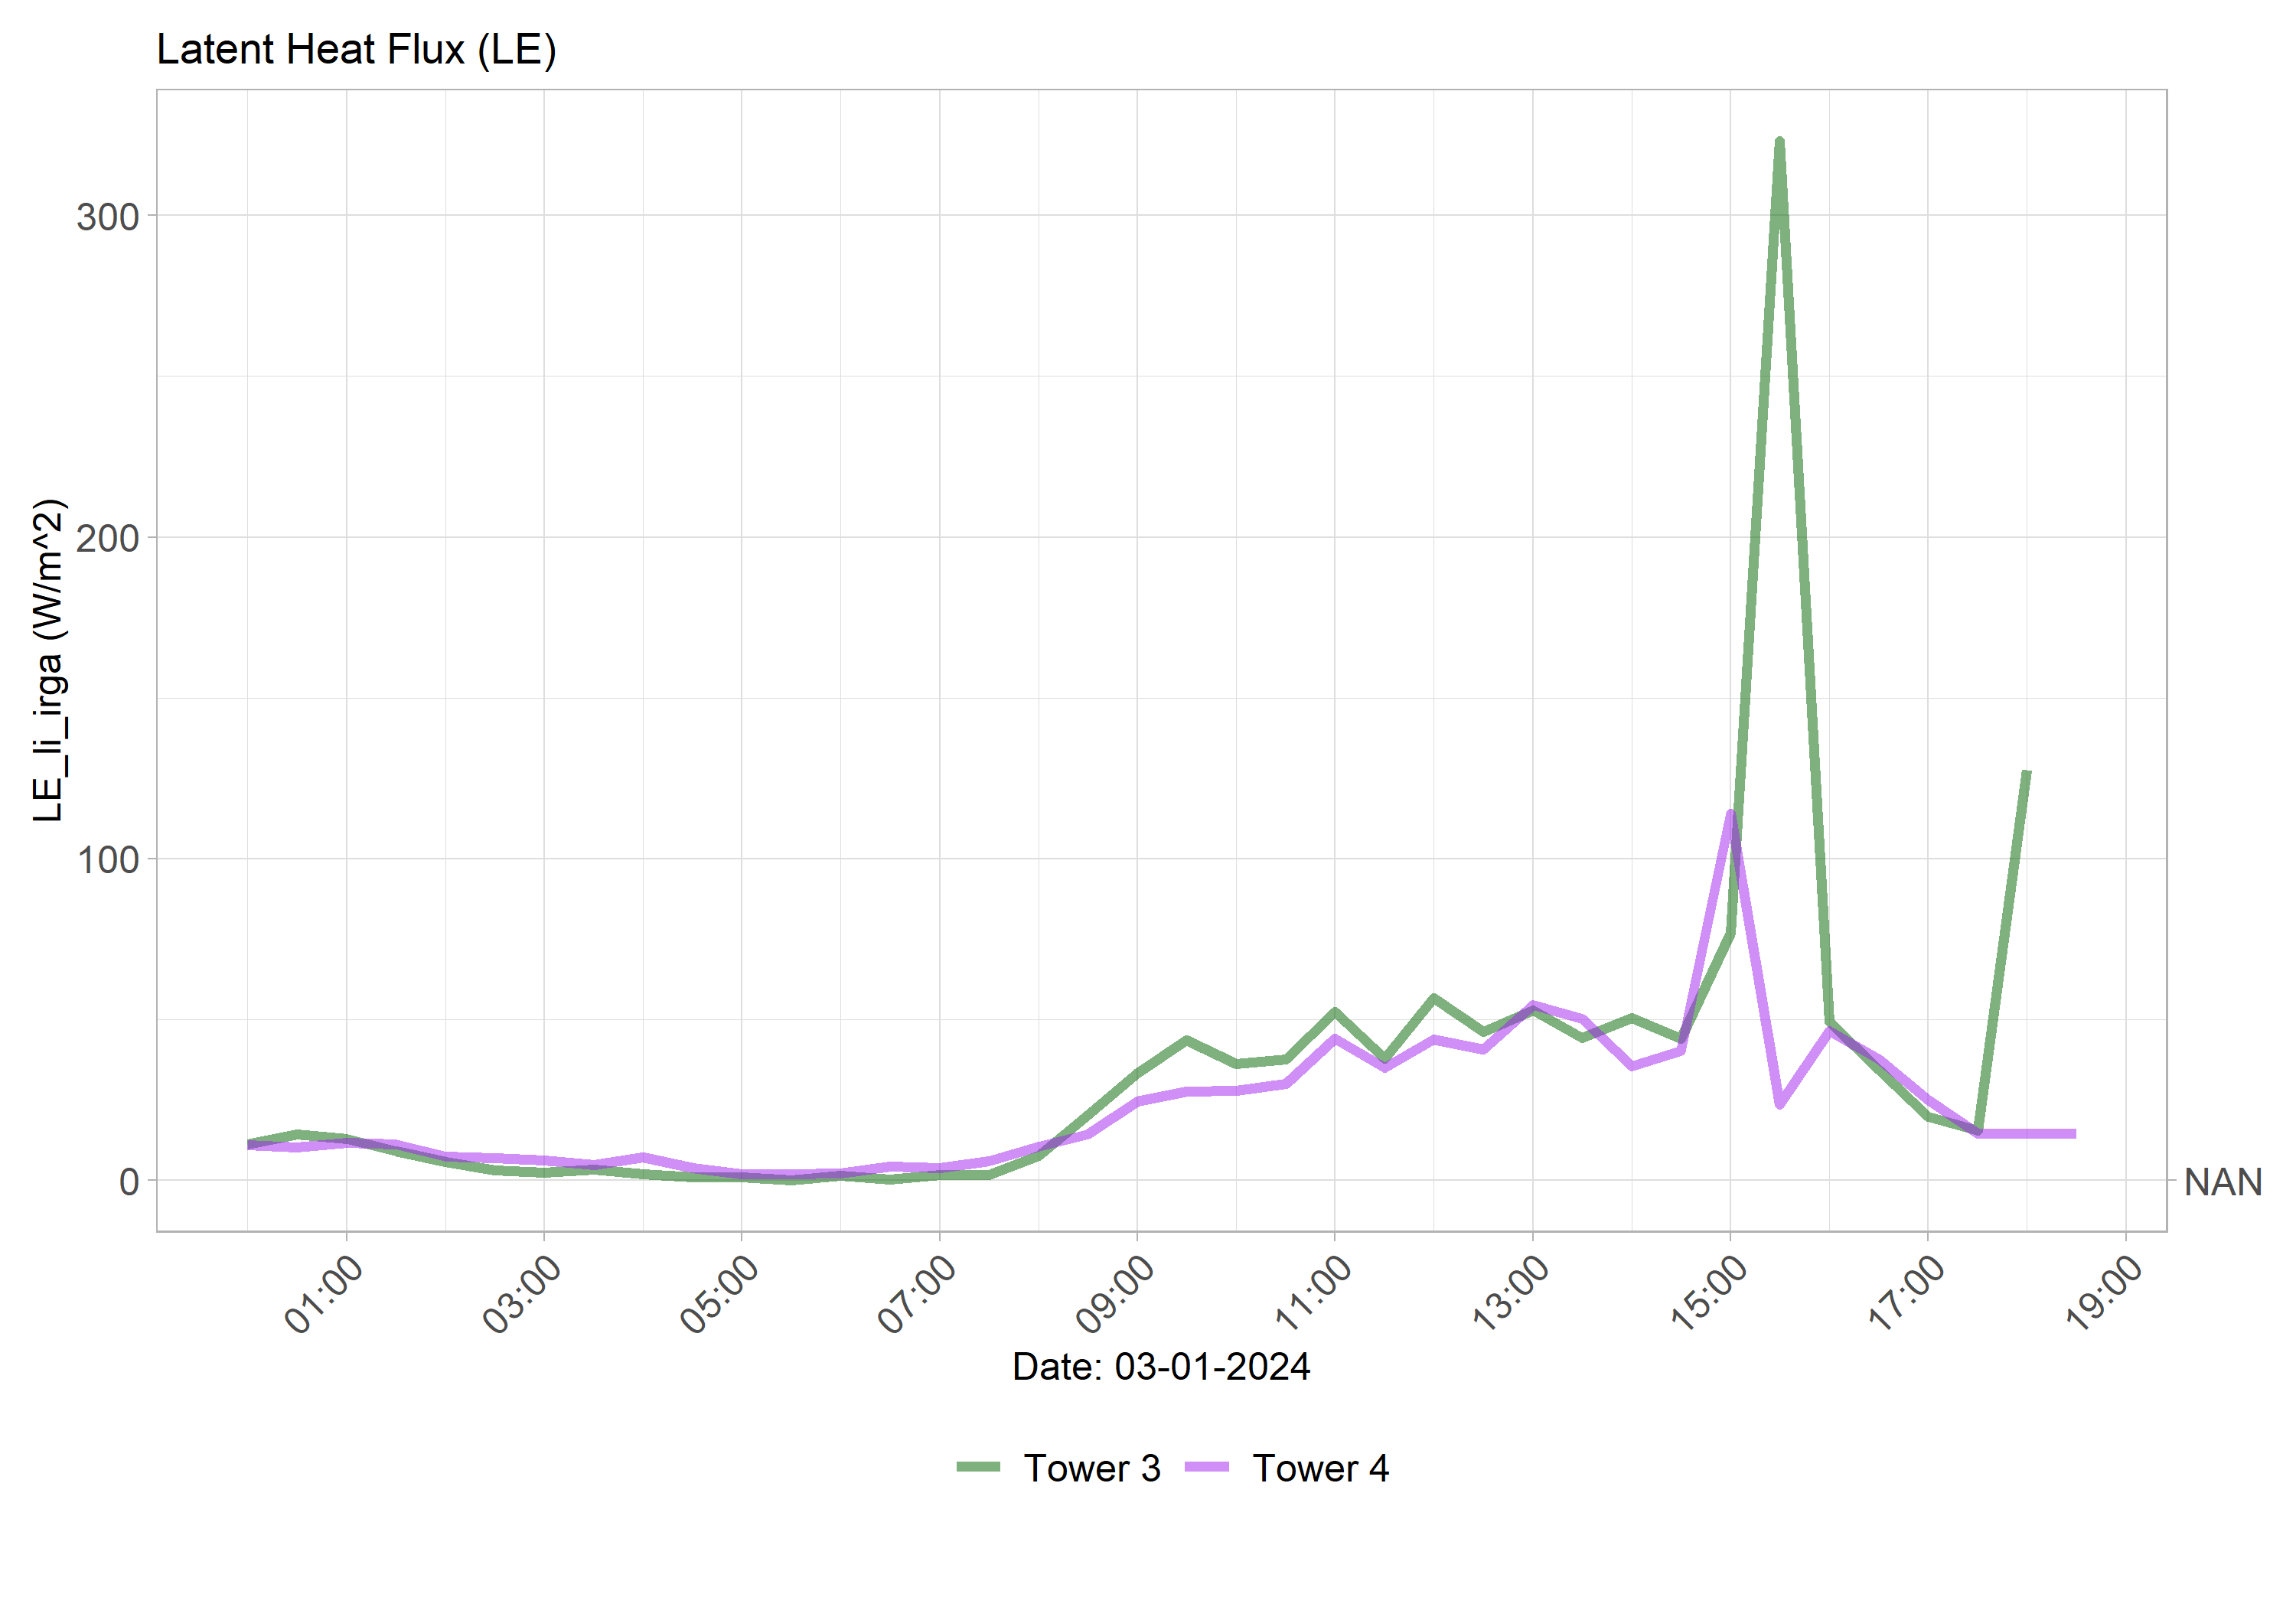 Latent Heat Flux (LE)
LE_li_irga (W/m^2)
300
200
100
0
NAN
01:00 03:00 05:00 07:00 09:00 11:00 13:00 15:00 17:00 19:00
Date: 03-01-2024
Tower 3 Tower 4